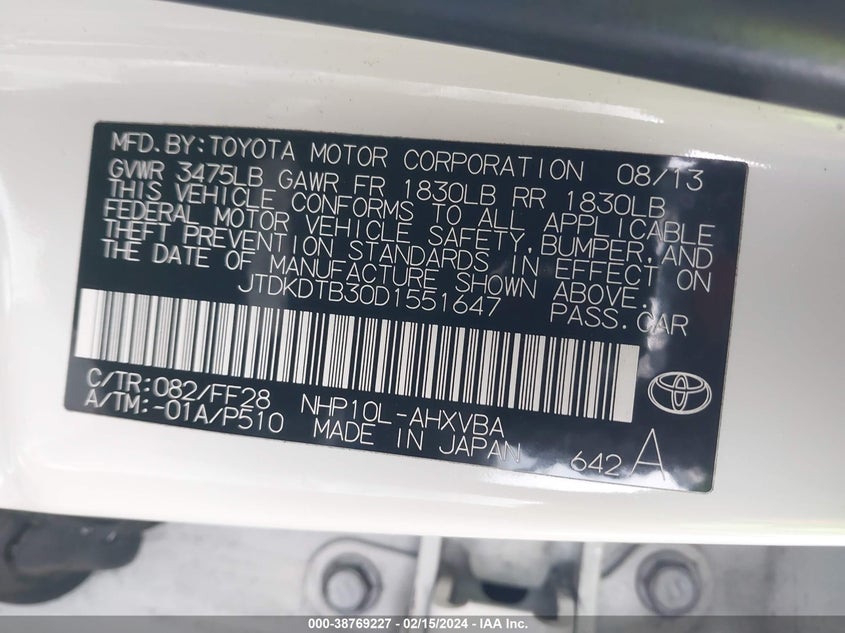 MFD. BY: TOYOTA MOTOR CORPORATION 08/13
GVWR 3475LB GAWR FR 1830LB RR 1830LB
THIS VEHICLE CONFORMS TO ALL APPLICABLE
FEDERAL MOTOR VEHICLE SAFETY, BUMPER, AND
THEFT PREVENTION STANDARDS IN EFFECT ON
THE DATE OF MANUFACTURE SHOWN ABOVE.
JTDKDTB30D1551647 PASS. CAR
C/TR: 082/FF28 NHP10L-AHXVBA
A/TM: -01A/P510 MADE IN JAPAN
642 A
000-38769227 - 02/15/2024 - IAA Inc.